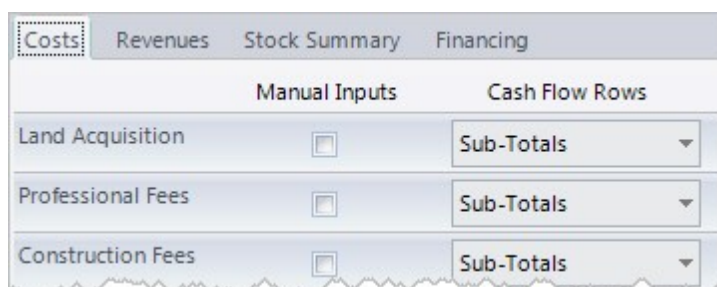 Costs Revenues Stock Summary Financing
Manual Inputs Cash Flow Rows
Land Acquisition Sub-Totals
Professional Fees Sub-Totals
Construction Fees Sub-Totals